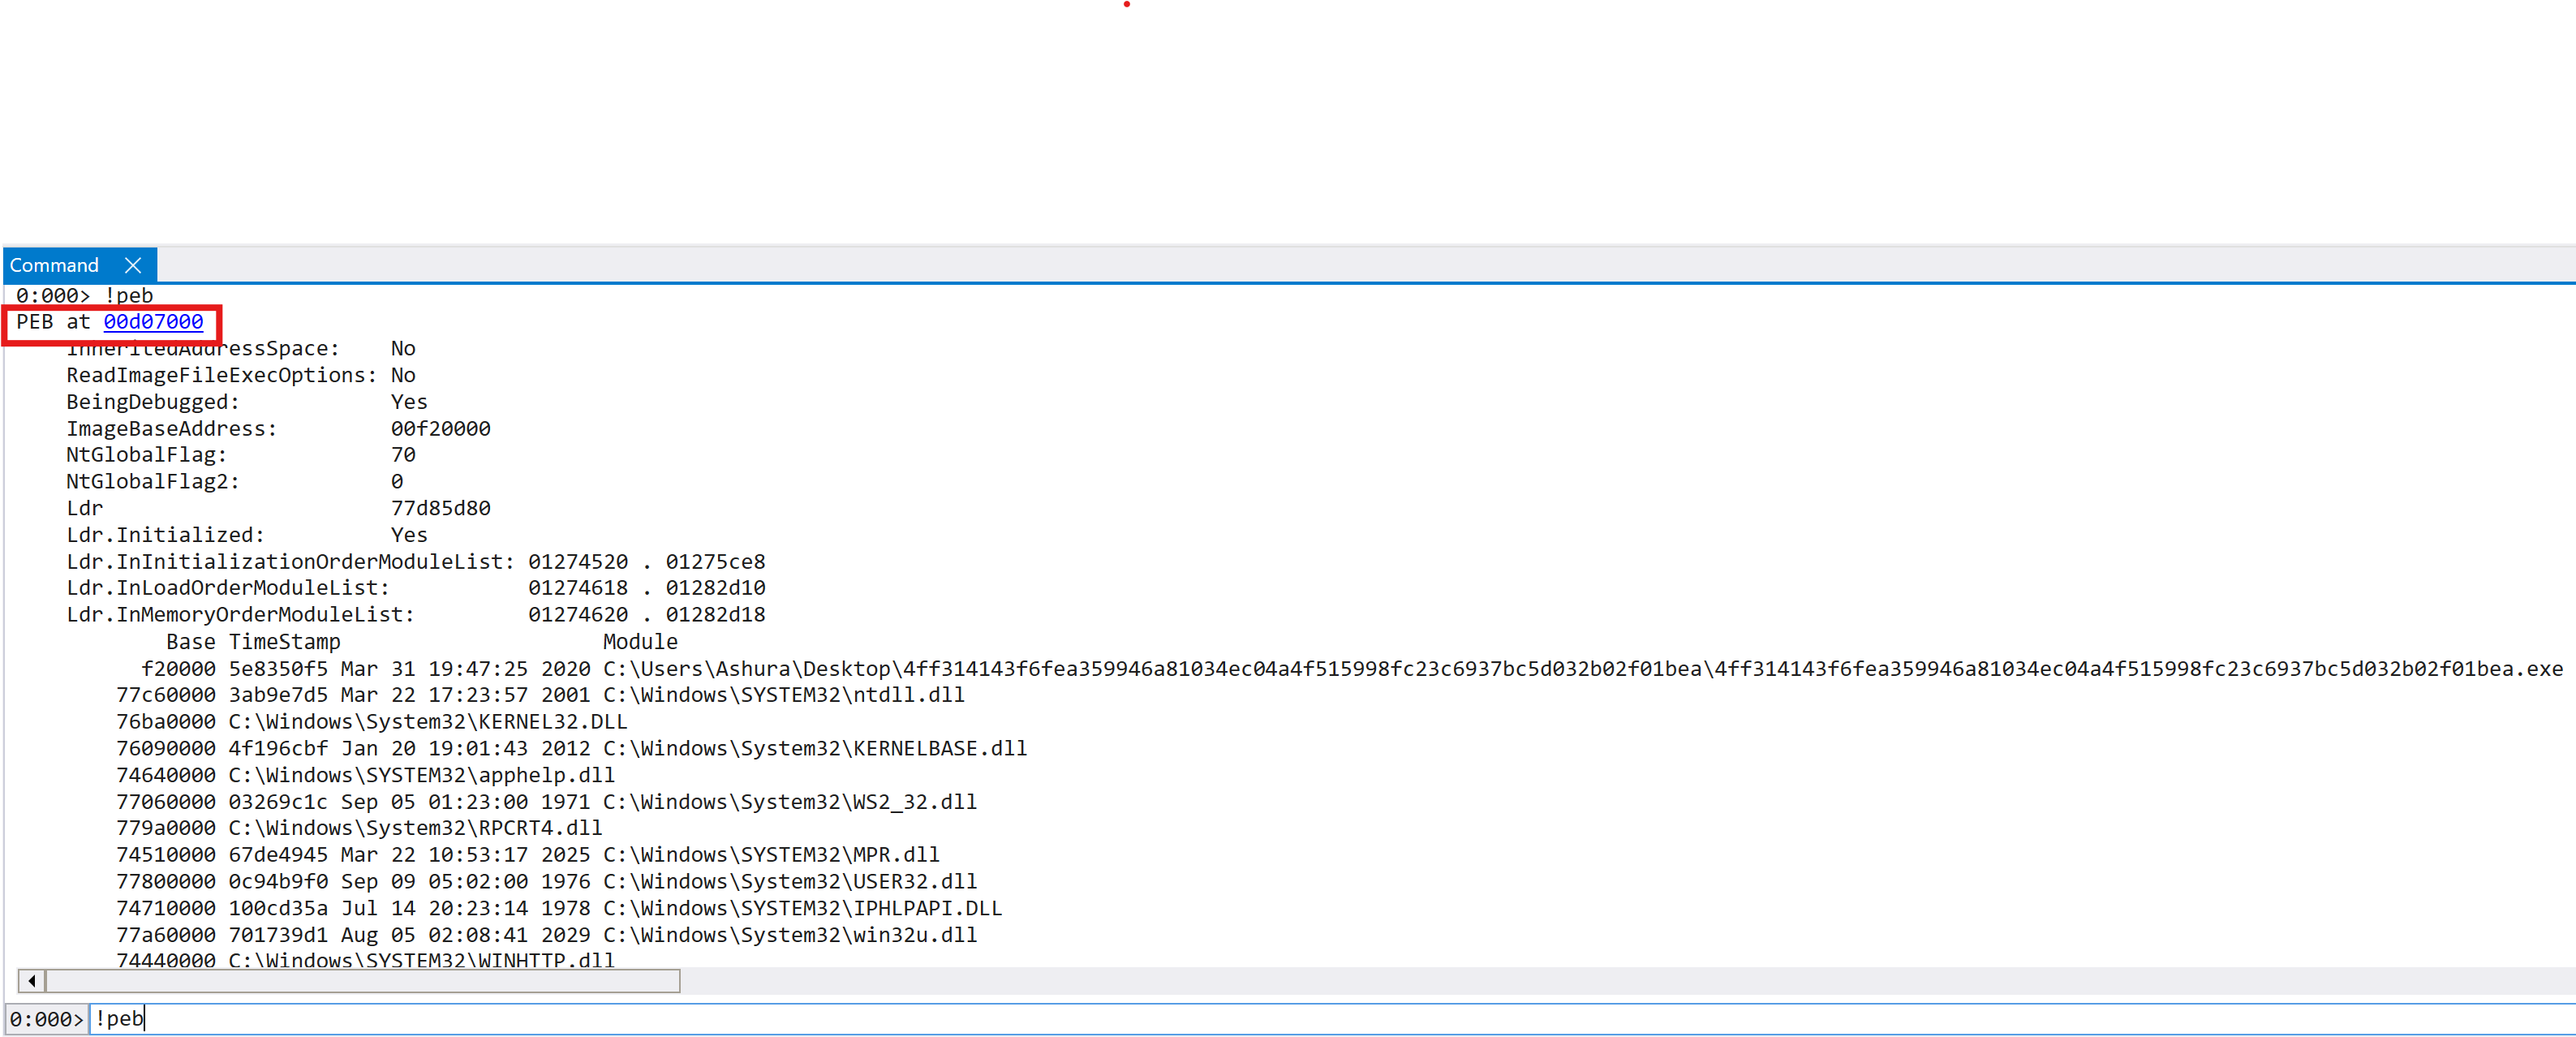 Command
0:000> !peb
PEB at 00d07000
InheritedAddressSpace: No
ReadImageFileExecOptions: No
BeingDebugged: Yes
ImageBaseAddress: 00f20000
NtGlobalFlag: 70
NtGlobalFlag2: 0
Ldr 77d85d80
Ldr.Initialized: Yes
Ldr.InInitializationOrderModuleList: 01274520 . 01275ce8
Ldr.InLoadOrderModuleList: 01274618 . 01282d10
Ldr.InMemoryOrderModuleList: 01274620 . 01282d18
Base TimeStamp Module
f20000 5e8350f5 Mar 31 19:47:25 2020 C:\Users\Ashura\Desktop\4ff314143f6fea359946a81034ec04a4f515998fc23c6937bc5d032b02f01bea\4ff314143f6fea359946a81034ec04a4f515998fc23c6937bc5d032b02f01bea.exe
77c60000 3ab9e7d5 Mar 22 17:23:57 2001 C:\Windows\SYSTEM32\ntdll.dll
76ba0000 C:\Windows\System32\KERNEL32.DLL
76090000 4f196cbf Jan 20 19:01:43 2012 C:\Windows\System32\KERNELBASE.dll
74640000 C:\Windows\SYSTEM32\apphelp.dll
77060000 03269c1c Sep 05 01:23:00 1971 C:\Windows\System32\WS2_32.dll
779a0000 C:\Windows\System32\RPCRT4.dll
74510000 67de4945 Mar 22 10:53:17 2025 C:\Windows\SYSTEM32\MPR.dll
77800000 0c94b9f0 Sep 09 05:02:00 1976 C:\Windows\System32\USER32.dll
74710000 100cd35a Jul 14 20:23:14 1978 C:\Windows\SYSTEM32\IPHLPAPI.DLL
77a60000 701739d1 Aug 05 02:08:41 2029 C:\Windows\System32\win32u.dll
74440000 C:\Windows\SYSTEM32\WINHTTP.dll
0:000> !peb